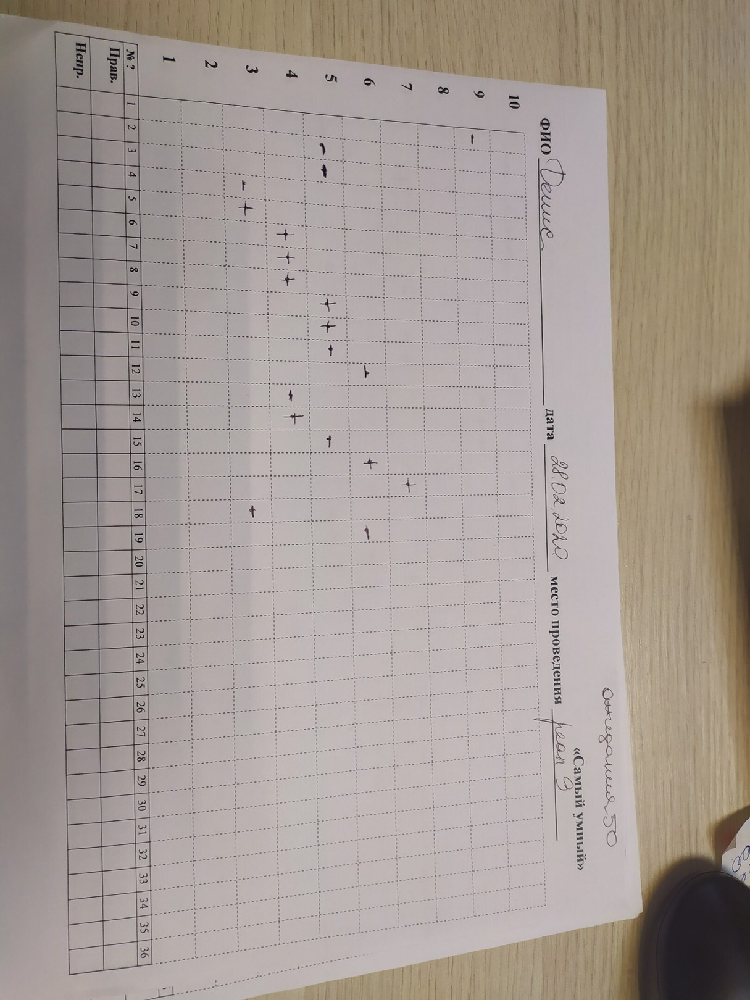 ожидания 50
«Самый умный»
ФИО Денис дата 28.02.2020 место проведения реал 9
10
9
8
7
6
5
4
3
2
1
№ ? 1 2 3 4 5 6 7 8 9 10 11 12 13 14 15 16 17 18 19 20 21 22 23 24 25 26 27 28 29 30 31 32 33 34 35 36
Прав.
Непр.